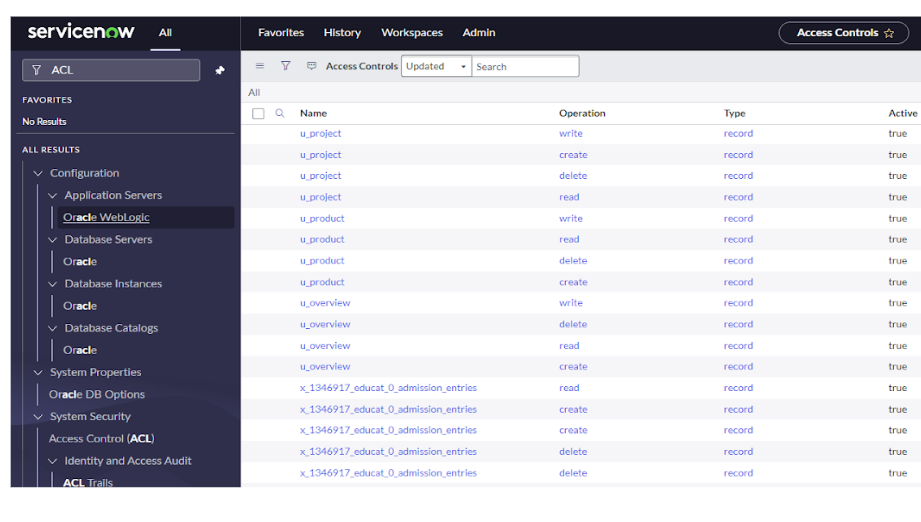 servicenow All Favorites History Workspaces Admin Access Controls
ACL
Access Controls Updated Search
FAVORITES
No Results
ALL RESULTS
Configuration
Application Servers
Oracle WebLogic
Database Servers
Oracle
Database Instances
Oracle
Database Catalogs
Oracle
System Properties
Oracle DB Options
System Security
Access Control (ACL)
Identity and Access Audit
ACL Trails
All
Name Operation Type Active
u_project write record true
u_project create record true
u_project delete record true
u_project read record true
u_product write record true
u_product read record true
u_product delete record true
u_product create record true
u_overview write record true
u_overview delete record true
u_overview read record true
u_overview create record true
x_1346917_educat_0_admission_entries read record true
x_1346917_educat_0_admission_entries create record true
x_1346917_educat_0_admission_entries create record true
x_1346917_educat_0_admission_entries delete record true
x_1346917_educat_0_admission_entries delete record true